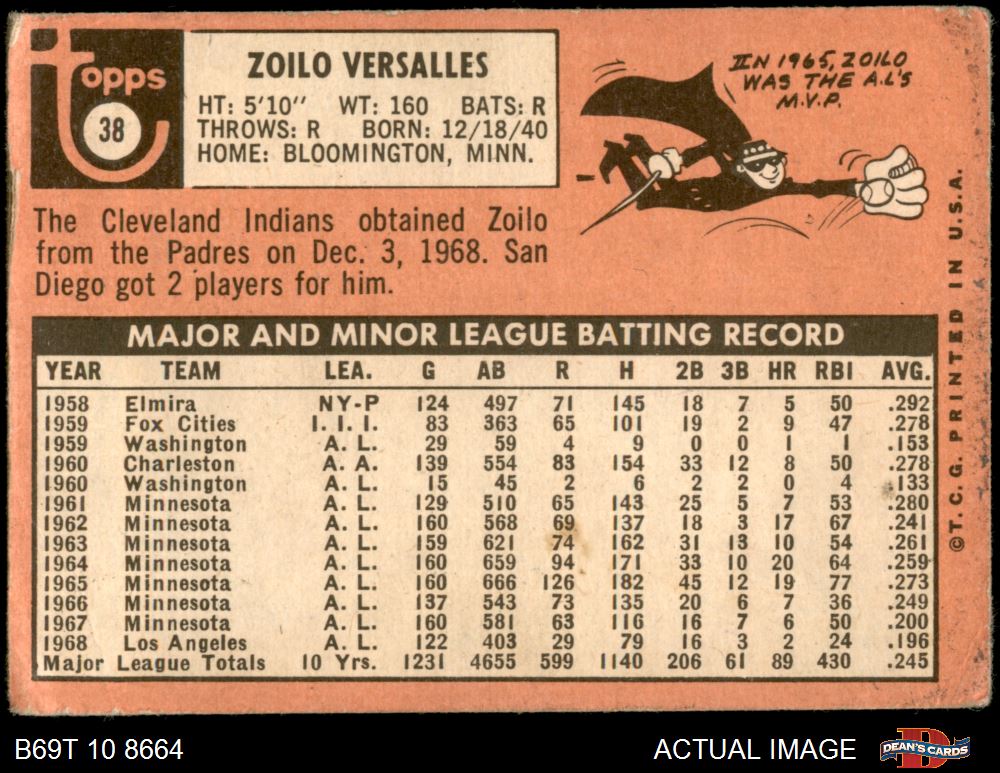 Topps
38
ZOILO VERSALLES
HT: 5'10" WT: 160 BATS: R
THROWS: R BORN: 12/18/40
HOME: BLOOMINGTON, MINN.
IN 1965, ZOILO
WAS THE A.L'S
M.V.P.
The Cleveland Indians obtained Zoilo
from the Padres on Dec. 3, 1968. San
Diego got 2 players for him.
MAJOR AND MINOR LEAGUE BATTING RECORD
YEAR TEAM LEA. G AB R H 2B 3B HR RBI AVG.
1958 Elmira NY-P 124 497 71 145 18 7 5 50 .292
1959 Fox Cities I. I. I. 83 363 65 101 19 2 9 47 .278
1959 Washington A. L. 29 59 4 9 0 0 1 1 .153
1960 Charleston A. A. 139 554 83 154 33 12 8 50 .278
1960 Washington A. L. 15 45 2 6 2 2 0 4 .133
1961 Minnesota A. L. 129 510 65 143 25 5 7 53 .280
1962 Minnesota A. L. 160 568 69 137 18 3 17 67 .241
1963 Minnesota A. L. 159 621 74 162 31 13 10 54 .261
1964 Minnesota A. L. 160 659 94 171 33 10 20 64 .259
1965 Minnesota A. L. 160 666 126 182 45 12 19 77 .273
1966 Minnesota A. L. 137 543 73 135 20 6 7 36 .249
1967 Minnesota A. L. 160 581 63 116 16 7 6 50 .200
1968 Los Angeles A. L. 122 403 29 79 16 3 2 24 .196
Major League Totals 10 Yrs. 1231 4655 599 1140 206 61 89 430 .245
©T. C. G. PRINTED IN U.S.A.
B69T 10 8664
ACTUAL IMAGE
DEAN'S CARDS